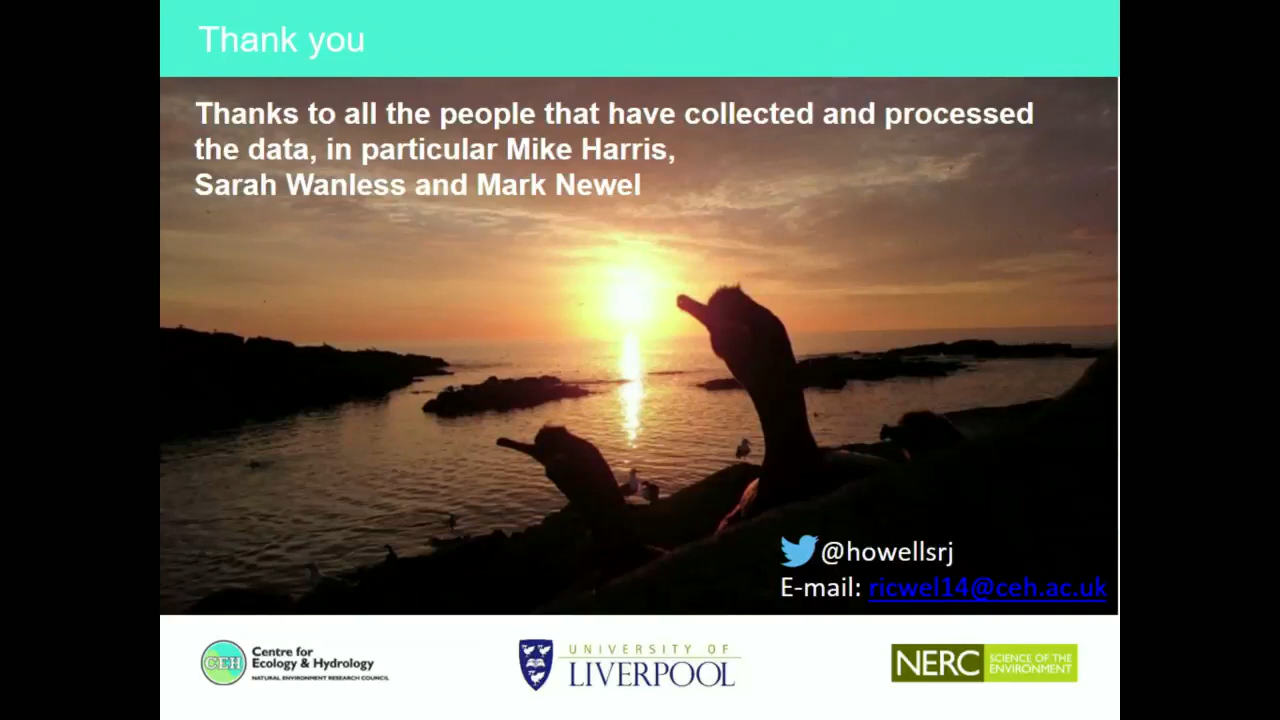 Thank you
Thanks to all the people that have collected and processed
the data, in particular Mike Harris,
Sarah Wanless and Mark Newel
@howellsrj
E-mail: ricwel14@ceh.ac.uk
CEH
Centre for
Ecology & Hydrology
NATURAL ENVIRONMENT RESEARCH COUNCIL
UNIVERSITY OF
LIVERPOOL
NERC
SCIENCE OF THE
ENVIRONMENT